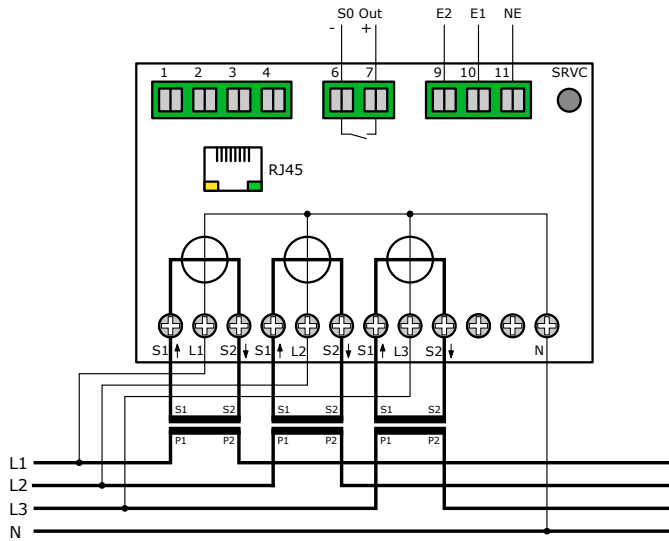 S0 Out E2 E1 NE
- +
1 2 3 4 6 7 9 10 11 SRVC
RJ45
S1 L1 S2 S1 L2 S2 S1 L3 S2 N
S1 S2 S1 S2 S1 S2
P1 P2 P1 P2 P1 P2
L1
L2
L3
N